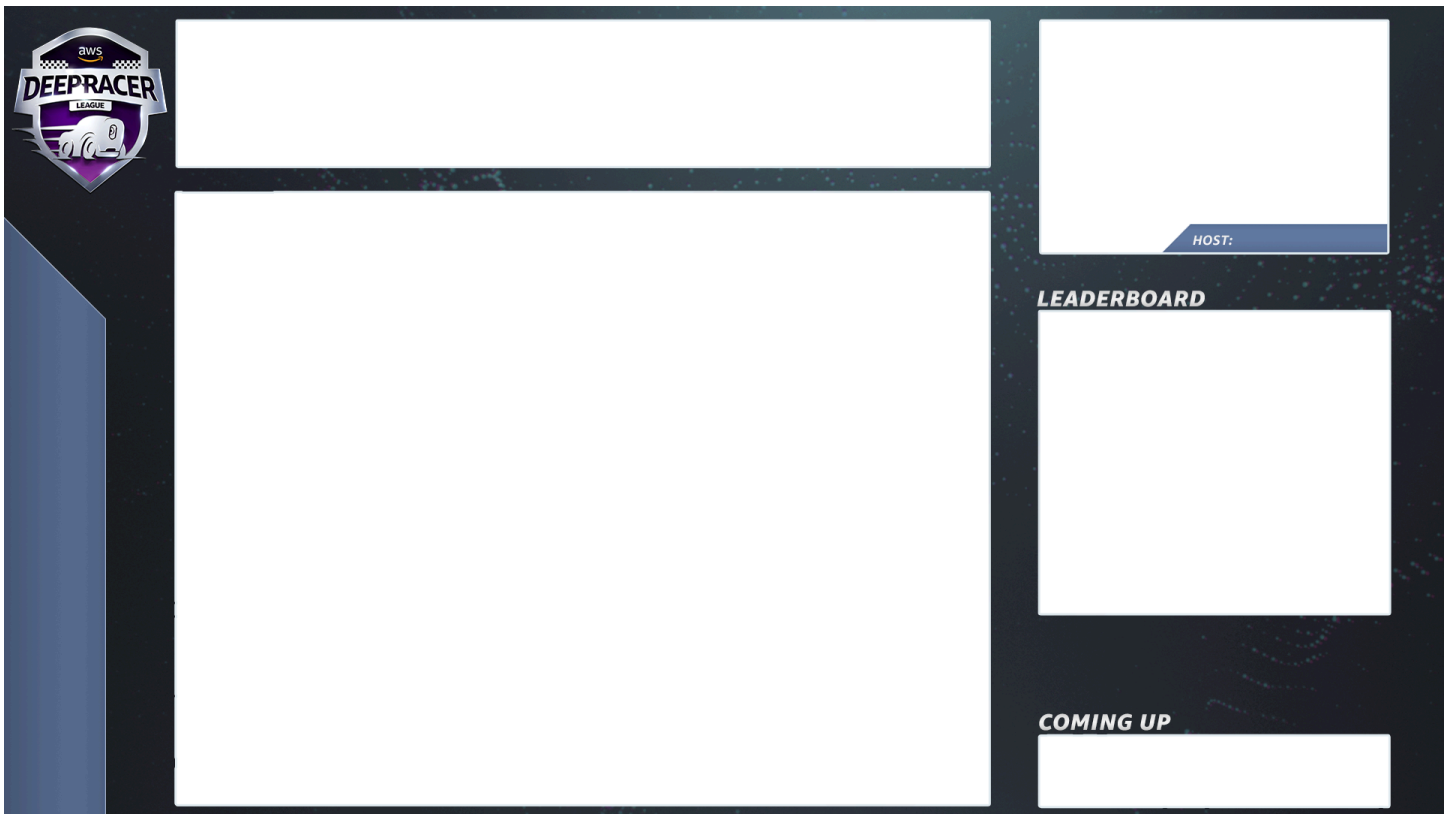 aws
DEEPRACER
LEAGUE
HOST:
LEADERBOARD
COMING UP